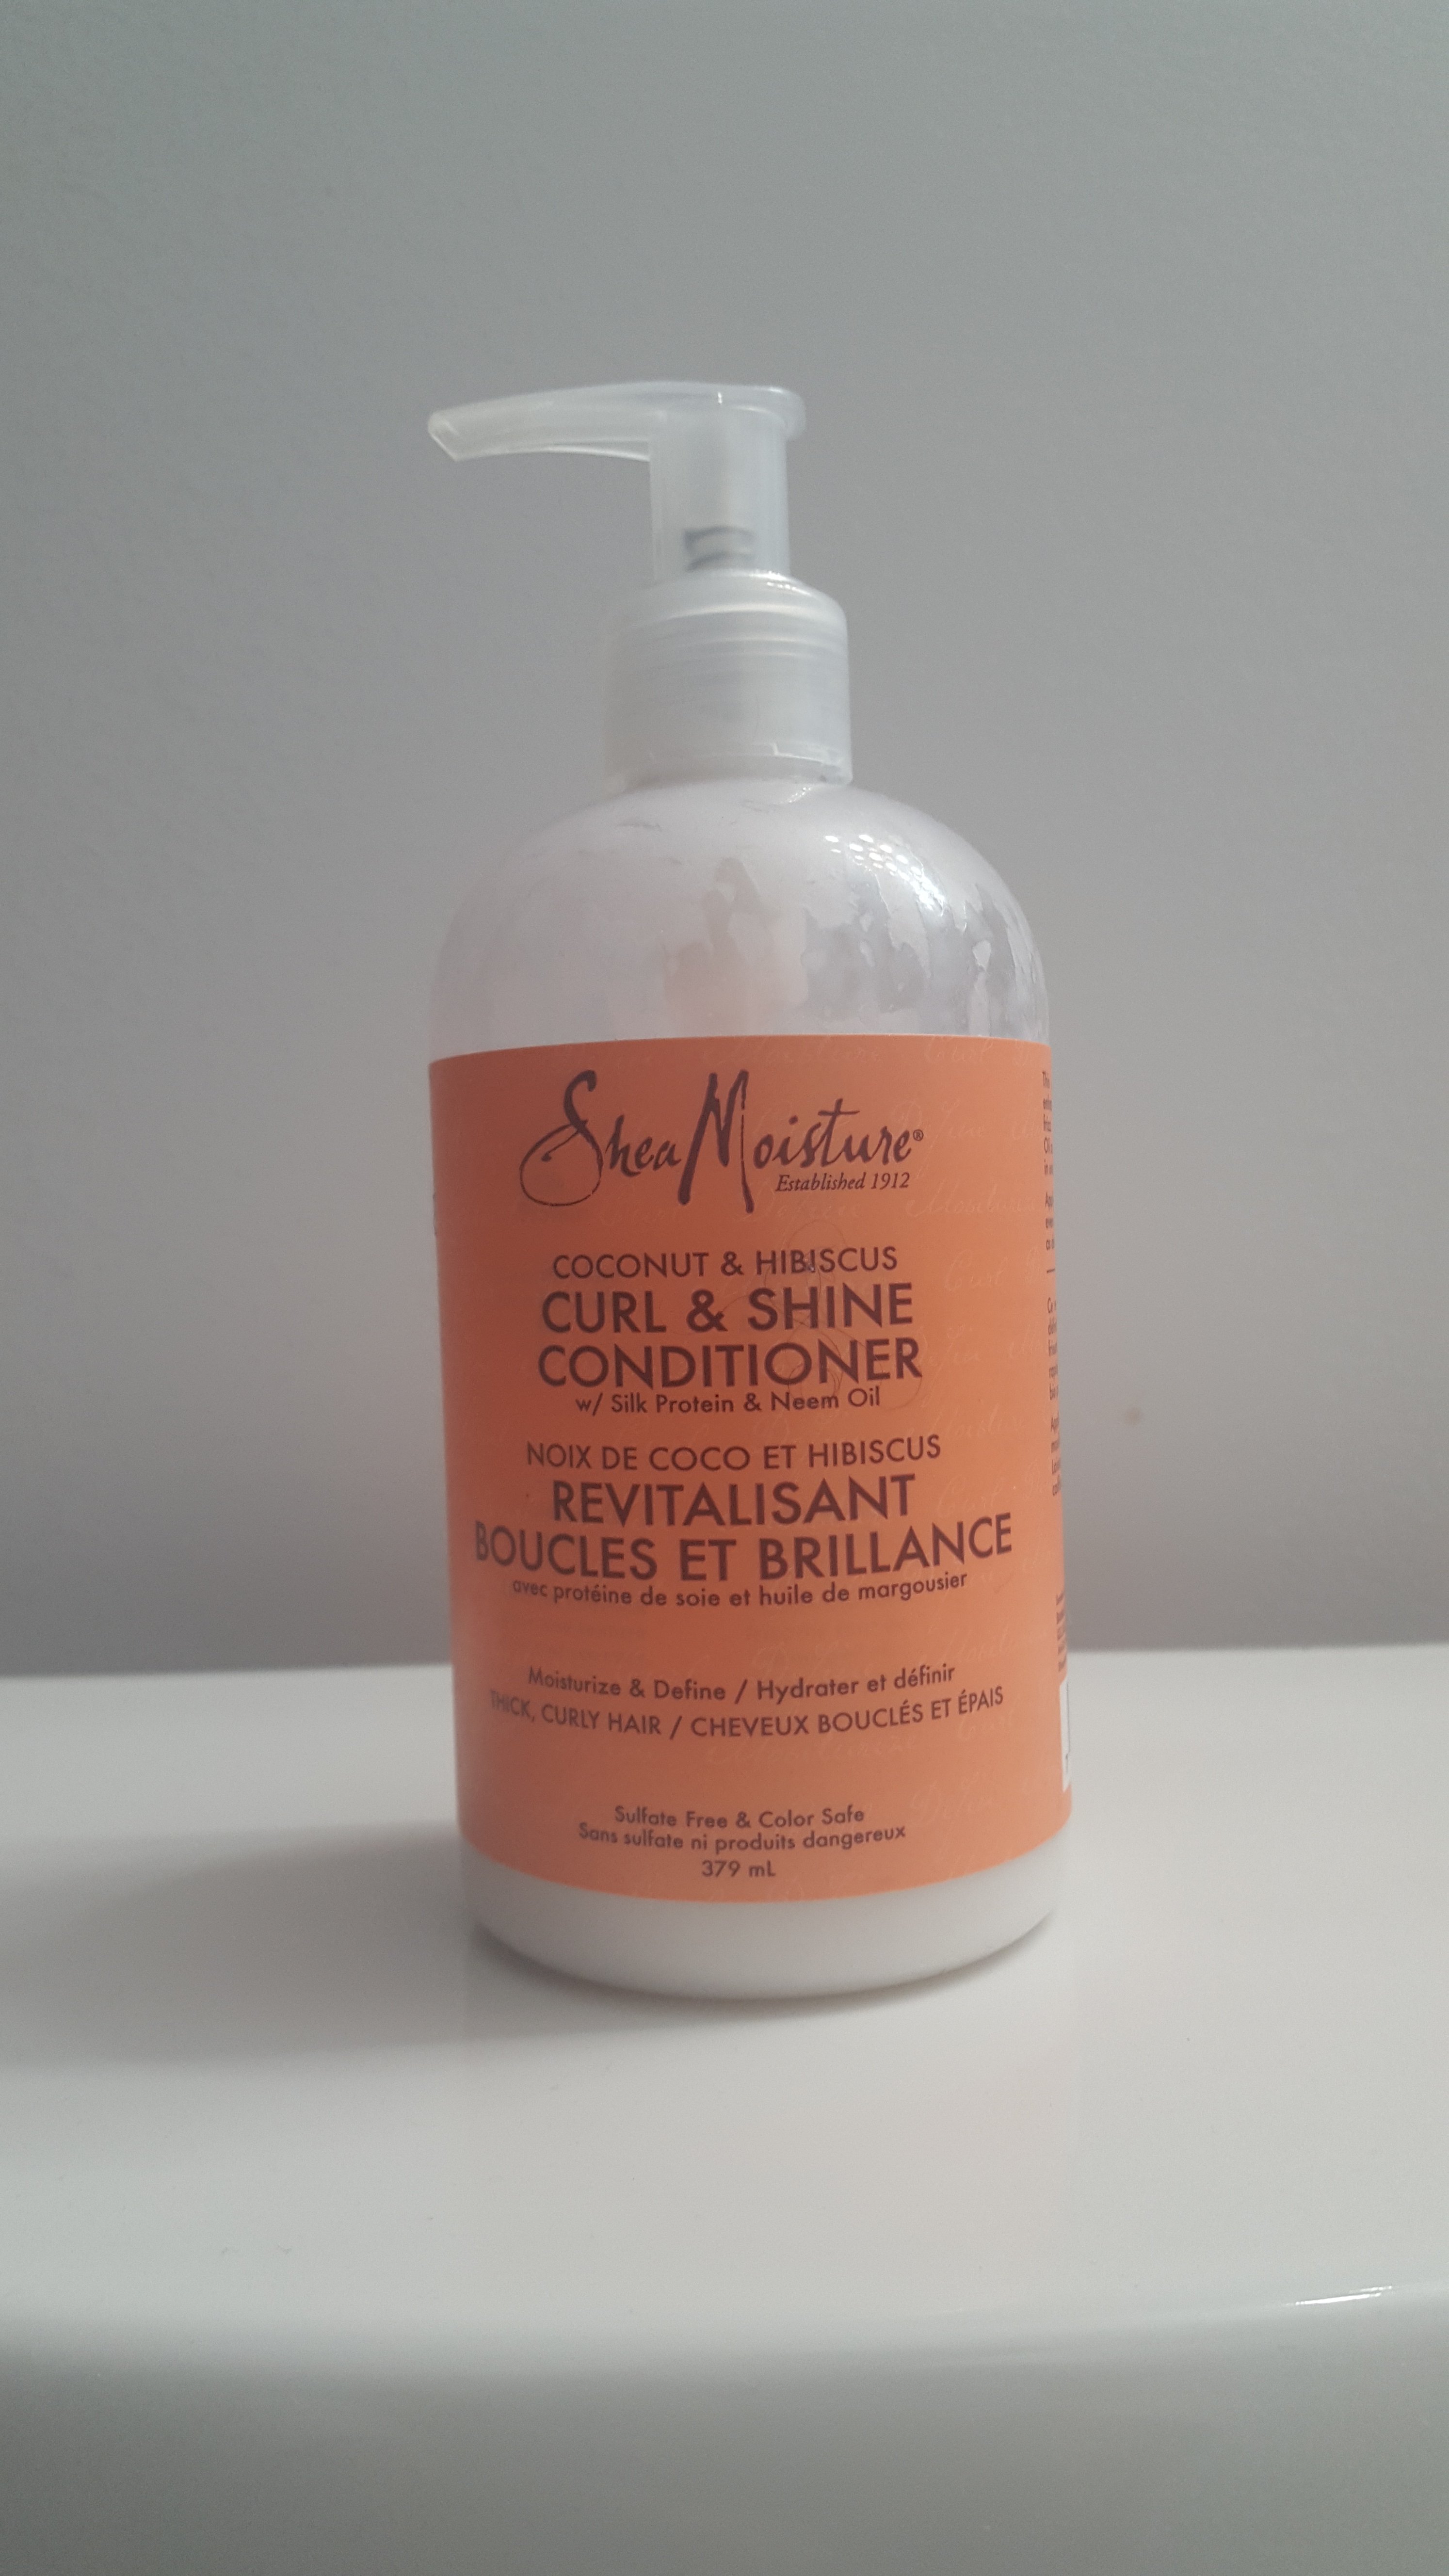 SheaMoisture®
Established 1912
COCONUT & HIBISCUS
CURL & SHINE
CONDITIONER
w/ Silk Protein & Neem Oil
NOIX DE COCO ET HIBISCUS
REVITALISANT
BOUCLES ET BRILLANCE
avec protéine de soie et huile de margousier
Moisturize & Define / Hydrater et définir
THICK, CURLY HAIR / CHEVEUX BOUCLÉS ET ÉPAIS
Sulfate Free & Color Safe
Sans sulfate ni produits dangereux
379 mL